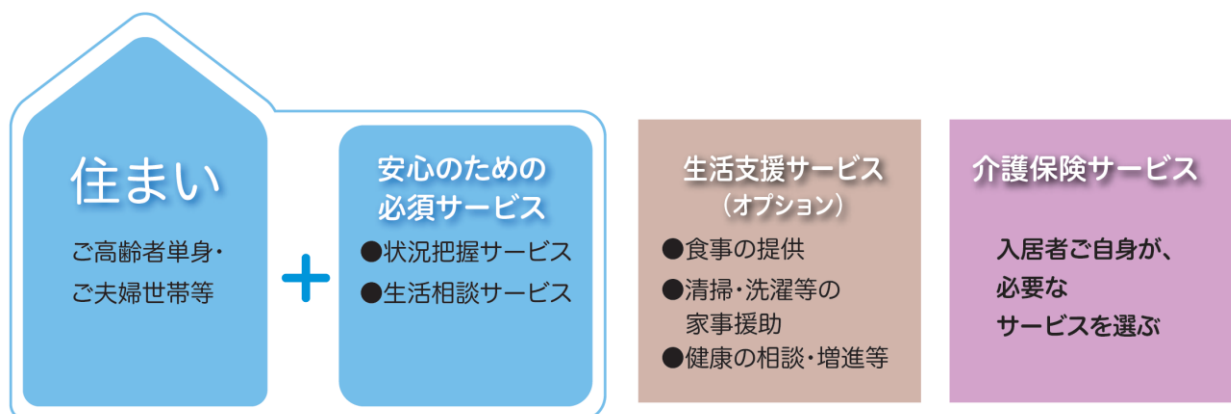 住まい
ご高齢者単身・
ご夫婦世帯等
+
安心のための
必須サービス
●状況把握サービス
●生活相談サービス
生活支援サービス
（オプション）
●食事の提供
●清掃・洗濯等の
家事援助
●健康の相談・増進等
介護保険サービス
入居者ご自身が、
必要な
サービスを選ぶ